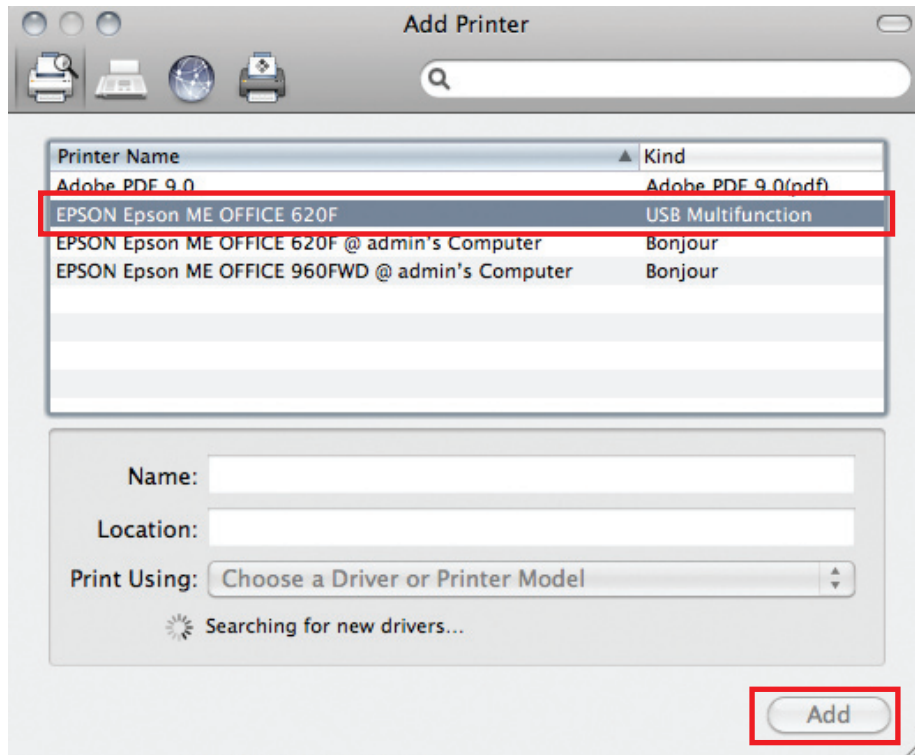 Add Printer
Printer Name Kind
Adobe PDF 9.0 Adobe PDF 9.0(pdf)
EPSON Epson ME OFFICE 620F USB Multifunction
EPSON Epson ME OFFICE 620F @ admin's Computer Bonjour
EPSON Epson ME OFFICE 960FWD @ admin's Computer Bonjour
Name:
Location:
Print Using: Choose a Driver or Printer Model
Searching for new drivers...
Add